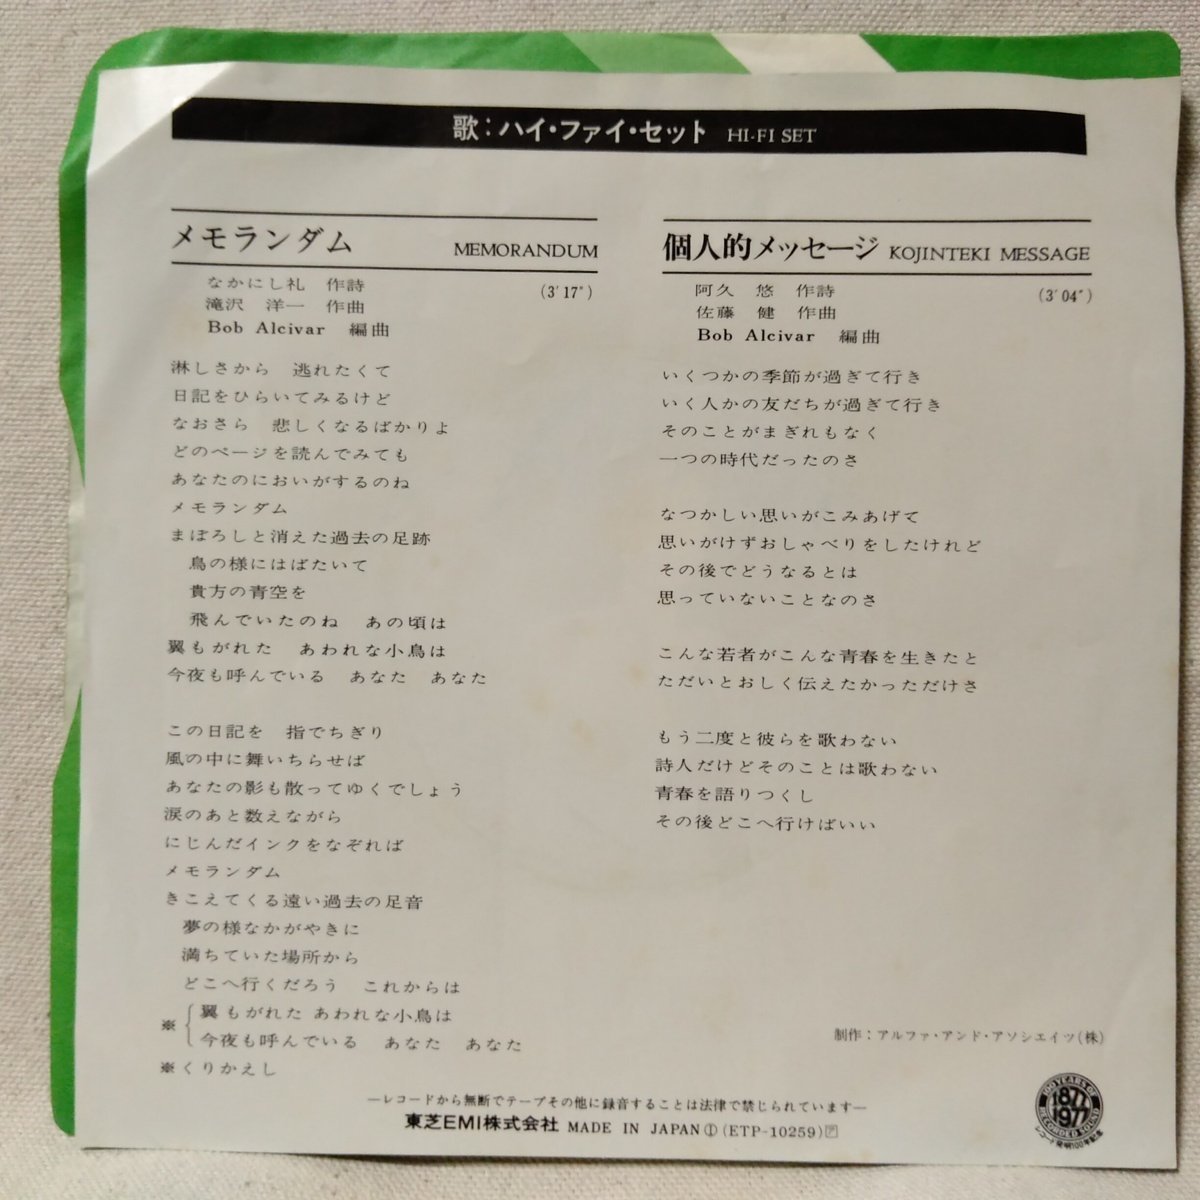 歌:ハイ・ファイ・セット HI-FI SET
メモランダム MEMORANDUM
なかにし礼 作詩 (3′17″)
滝沢 洋一 作曲
Bob Alcivar 編曲
淋しさから 逃れたくて
日記をひらいてみるけど
なおさら 悲しくなるばかりよ
どのページを読んでみても
あなたのにおいがするのね
メモランダム
まぼろしと消えた過去の足跡
鳥の様にはばたいて
貴方の青空を
飛んでいたのね あの頃は
翼もがれた あわれな小鳥は
今夜も呼んでいる あなた あなた
この日記を 指でちぎり
風の中に舞いちらせば
あなたの影も散ってゆくでしょう
涙のあと数えながら
にじんだインクをなぞれば
メモランダム
きこえてくる遠い過去の足音
夢の様なかがやきに
満ちていた場所から
どこへ行くだろう これからは
※{翼もがれた あわれな小鳥は
今夜も呼んでいる あなた あなた
※くりかえし
個人的メッセージ KOJINTEKI MESSAGE
阿久 悠 作詩 (3′04″)
佐藤 健 作曲
Bob Alcivar 編曲
いくつかの季節が過ぎて行き
いく人かの友だちが過ぎて行き
そのことがまぎれもなく
一つの時代だったのさ
なつかしい思いがこみあげて
思いがけずおしゃべりをしたけれど
その後でどうなるとは
思っていないことなのさ
こんな若者がこんな青春を生きたと
ただいとおしく伝えたかっただけさ
もう二度と彼らを歌わない
詩人だけどそのことは歌わない
青春を語りつくし
その後どこへ行けばいい
制作:アルファ・アンド・アソシエイツ(株)
―レコードから無断でテープその他に録音することは法律で禁じられています―
東芝EMI株式会社 MADE IN JAPAN Ⓘ (ETP-10259) 🄿
100 YEARS OF
1877
1977
RECORDED SOUND
レコード発明100年記念